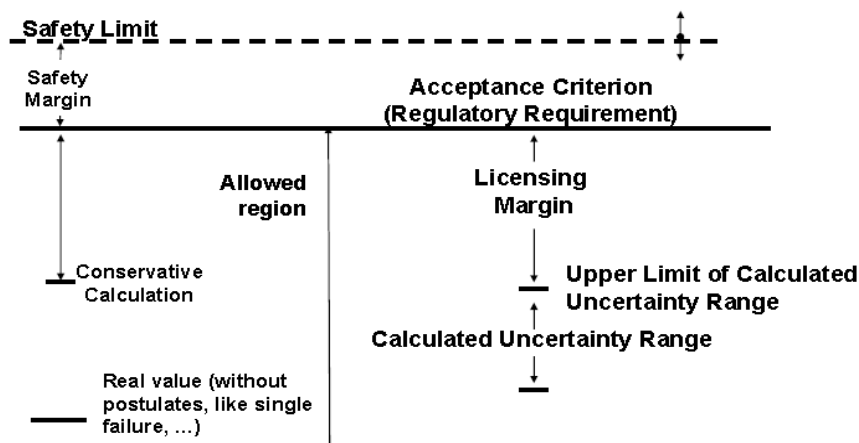 Safety Limit
Safety
Margin
Acceptance Criterion
(Regulatory Requirement)
Allowed
region
Licensing
Margin
Conservative
Calculation
Upper Limit of Calculated
Uncertainty Range
Calculated Uncertainty Range
Real value (without
postulates, like single
failure, ...)